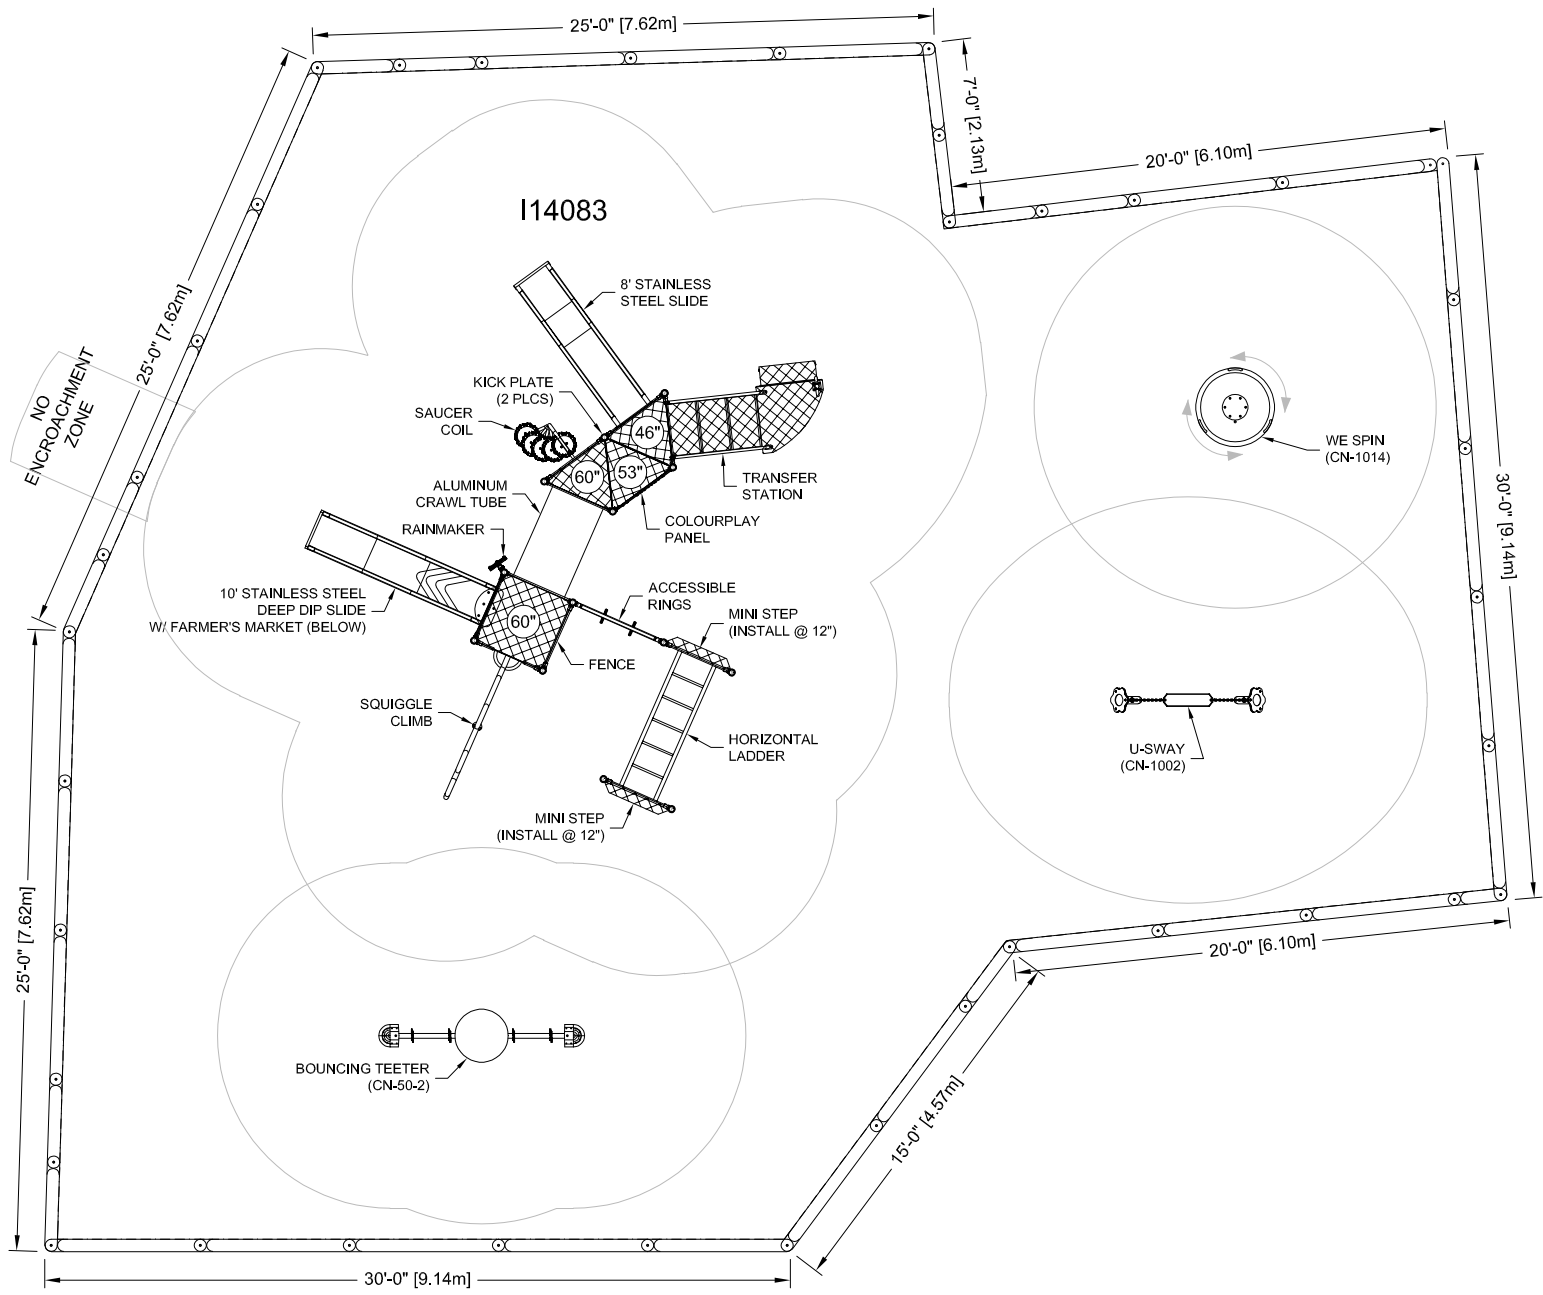 25'-0" [7.62m]
7'-0" [2.13m]
20'-0" [6.10m]
I14083
8' STAINLESS
STEEL SLIDE
25'-0" [7.62m]
NO
ENCROACHMENT
ZONE
KICK PLATE
(2 PLCS)
SAUCER
COIL
46"
60"
53"
WE SPIN
(CN-1014)
TRANSFER
STATION
ALUMINUM
CRAWL TUBE
COLOURPLAY
PANEL
RAINMAKER
30'-0" [9.14m]
10' STAINLESS STEEL
DEEP DIP SLIDE
W/ FARMER'S MARKET (BELOW)
ACCESSIBLE
RINGS
60"
MINI STEP
(INSTALL @ 12")
FENCE
SQUIGGLE
CLIMB
HORIZONTAL
LADDER
U-SWAY
(CN-1002)
MINI STEP
(INSTALL @ 12")
25'-0" [7.62m]
20'-0" [6.10m]
BOUNCING TEETER
(CN-50-2)
15'-0" [4.57m]
30'-0" [9.14m]